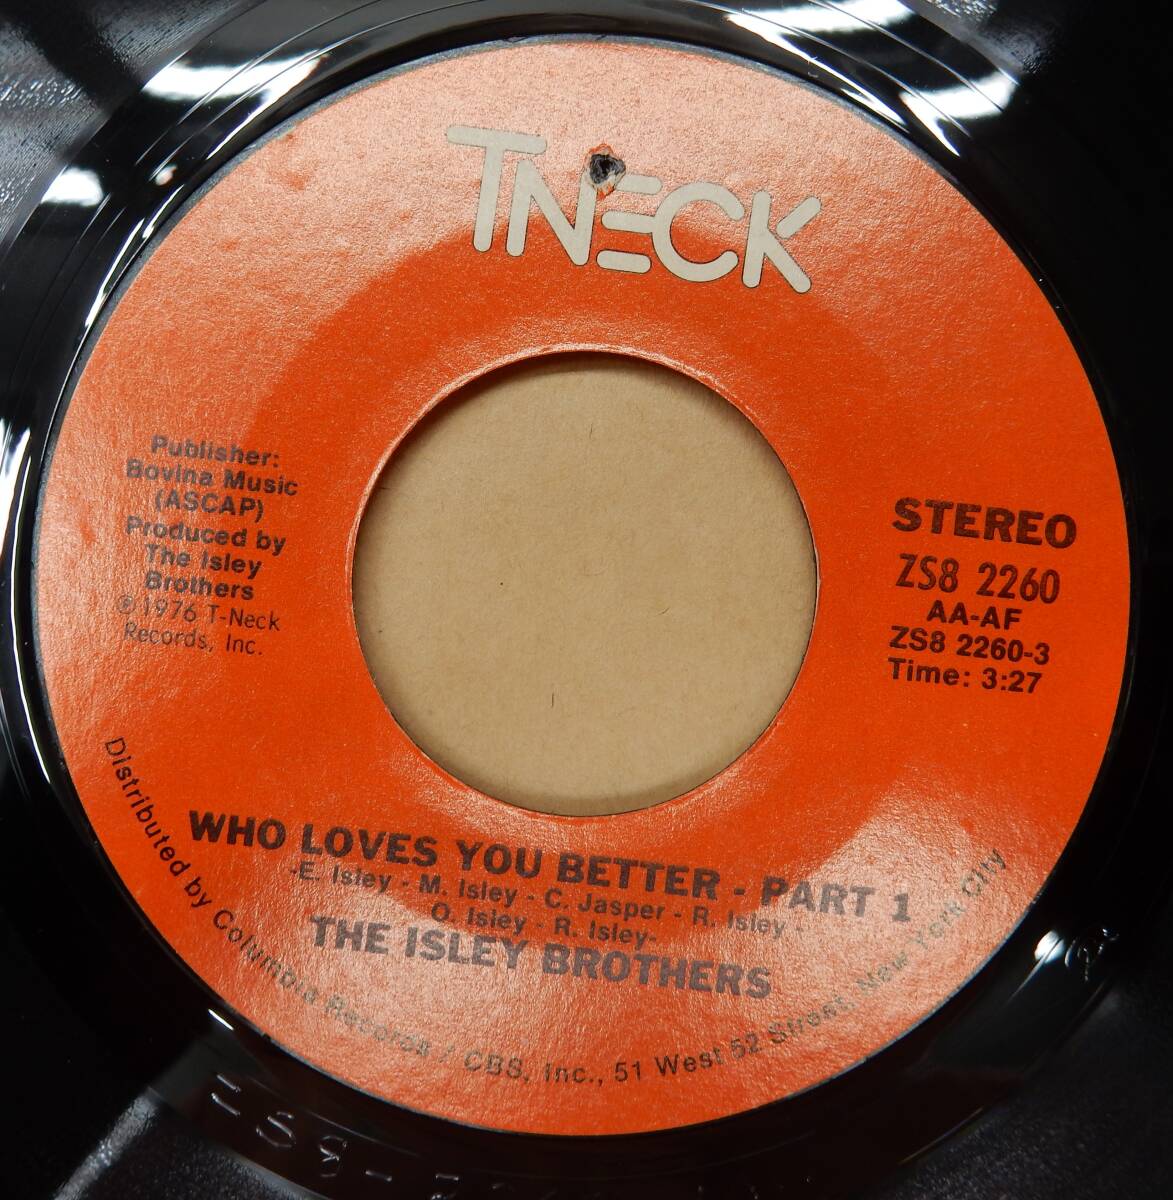 TNECK
Publisher:
Bovina Music
(ASCAP)
Produced by
The Isley
Brothers
℗ 1976 T-Neck
Records, Inc.
STEREO
ZS8 2260
AA-AF
ZS8 2260-3
Time: 3:27
WHO LOVES YOU BETTER - PART 1
-E. Isley - M. Isley - C. Jasper - R. Isley -
O. Isley - R. Isley-
THE ISLEY BROTHERS
Distributed by Columbia Records / CBS, Inc., 51 West 52 Street, New York City